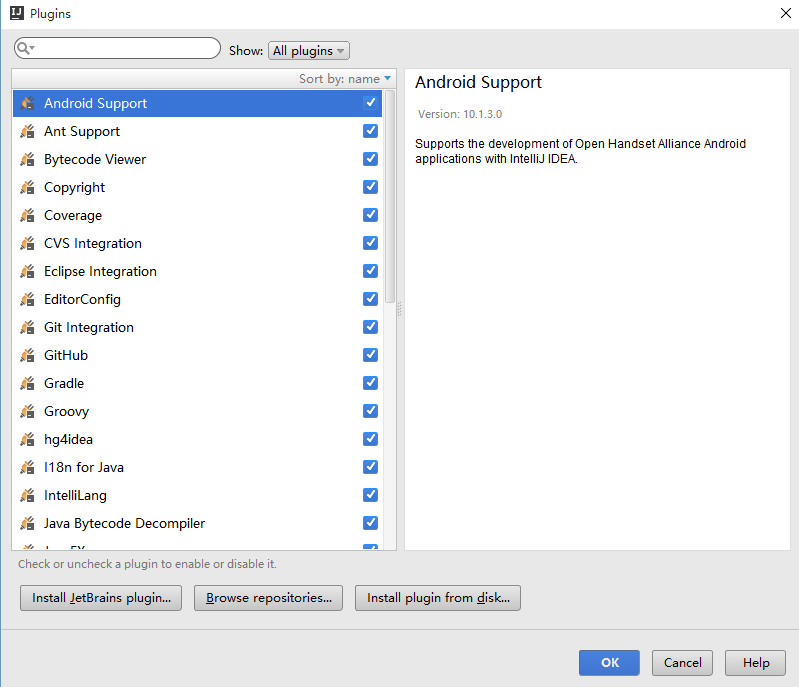 IJ Plugins
Show: All plugins
Sort by: name
Android Support
Ant Support
Bytecode Viewer
Copyright
Coverage
CVS Integration
Eclipse Integration
EditorConfig
Git Integration
GitHub
Gradle
Groovy
hg4idea
I18n for Java
IntelliLang
Java Bytecode Decompiler
Android Support
Version: 10.1.3.0
Supports the development of Open Handset Alliance Android
applications with IntelliJ IDEA.
Check or uncheck a plugin to enable or disable it.
Install JetBrains plugin... Browse repositories... Install plugin from disk...
OK Cancel Help